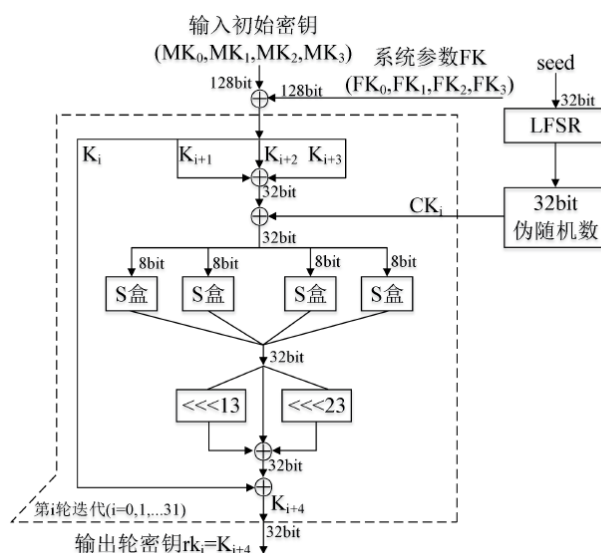 输入初始密钥
(MK₀,MK₁,MK₂,MK₃)
系统参数FK
(FK₀,FK₁,FK₂,FK₃)
seed
128bit
128bit
32bit
LFSR
Kᵢ
Kᵢ₊₁
Kᵢ₊₂
Kᵢ₊₃
32bit
CKᵢ
32bit
伪随机数
32bit
8bit
8bit
8bit
8bit
S盒
S盒
S盒
S盒
32bit
<<<13
<<<23
32bit
Kᵢ₊₄
第i轮迭代(i=0,1,...31)
32bit
输出轮密钥rkᵢ=Kᵢ₊₄